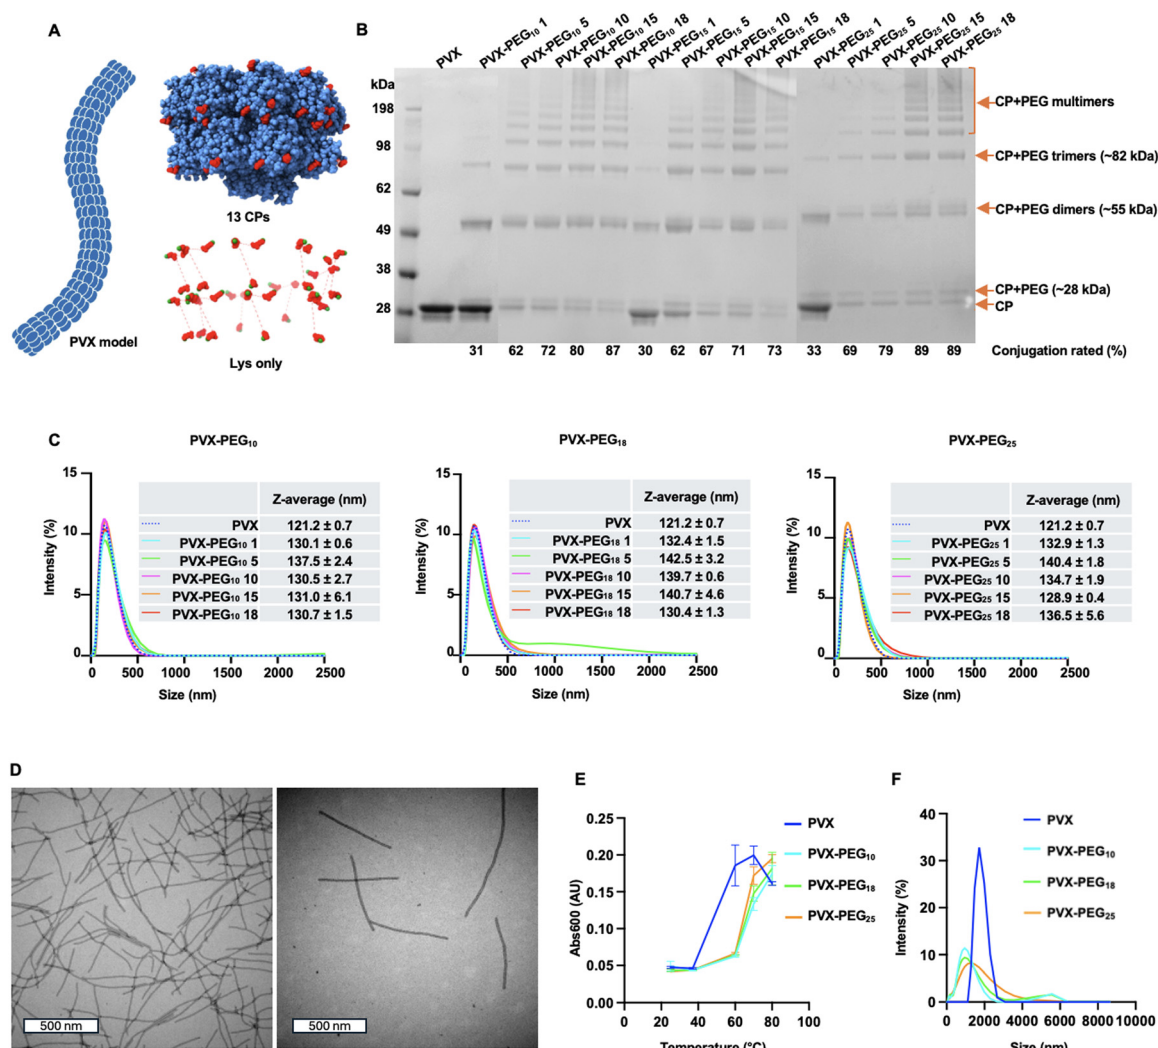 A
PVX model
13 CPs
Lys only
B
PVX
PVX-PEG₁₀ 1
PVX-PEG₁₀ 5
PVX-PEG₁₀ 10
PVX-PEG₁₀ 15
PVX-PEG₁₀ 18
PVX-PEG₁₅ 1
PVX-PEG₁₅ 5
PVX-PEG₁₅ 10
PVX-PEG₁₅ 15
PVX-PEG₁₅ 18
PVX-PEG₂₅ 1
PVX-PEG₂₅ 5
PVX-PEG₂₅ 10
PVX-PEG₂₅ 15
PVX-PEG₂₅ 18
kDa
198
98
62
49
38
28
CP+PEG multimers
CP+PEG trimers (~82 kDa)
CP+PEG dimers (~55 kDa)
CP+PEG (~28 kDa)
CP
31 62 72 80 87 30 62 67 71 73 33 69 79 89 89 Conjugation rated (%)
C
PVX-PEG₁₀
Intensity (%)
15
10
5
0
Z-average (nm)
PVX 121.2 ± 0.7
PVX-PEG₁₀ 1 130.1 ± 0.6
PVX-PEG₁₀ 5 137.5 ± 2.4
PVX-PEG₁₀ 10 130.5 ± 2.7
PVX-PEG₁₀ 15 131.0 ± 6.1
PVX-PEG₁₀ 18 130.7 ± 1.5
0 500 1000 1500 2000 2500
Size (nm)
PVX-PEG₁₈
Intensity (%)
15
10
5
0
Z-average (nm)
PVX 121.2 ± 0.7
PVX-PEG₁₈ 1 132.4 ± 1.5
PVX-PEG₁₈ 5 142.5 ± 3.2
PVX-PEG₁₈ 10 139.7 ± 0.6
PVX-PEG₁₈ 15 140.7 ± 4.6
PVX-PEG₁₈ 18 130.4 ± 1.3
0 500 1000 1500 2000 2500
Size (nm)
PVX-PEG₂₅
Intensity (%)
15
10
5
0
Z-average (nm)
PVX 121.2 ± 0.7
PVX-PEG₂₅ 1 132.9 ± 1.3
PVX-PEG₂₅ 5 140.4 ± 1.8
PVX-PEG₂₅ 10 134.7 ± 1.9
PVX-PEG₂₅ 15 128.9 ± 0.4
PVX-PEG₂₅ 18 136.5 ± 5.6
0 500 1000 1500 2000 2500
Size (nm)
D
500 nm
500 nm
E
Abs600 (AU)
0.25
0.20
0.15
0.10
0.05
0.00
PVX
PVX-PEG₁₀
PVX-PEG₁₈
PVX-PEG₂₅
0 20 40 60 80 100
Temperature (°C)
F
Intensity (%)
40
30
20
10
0
PVX
PVX-PEG₁₀
PVX-PEG₁₈
PVX-PEG₂₅
0 2000 4000 6000 8000 10000
Size (nm)